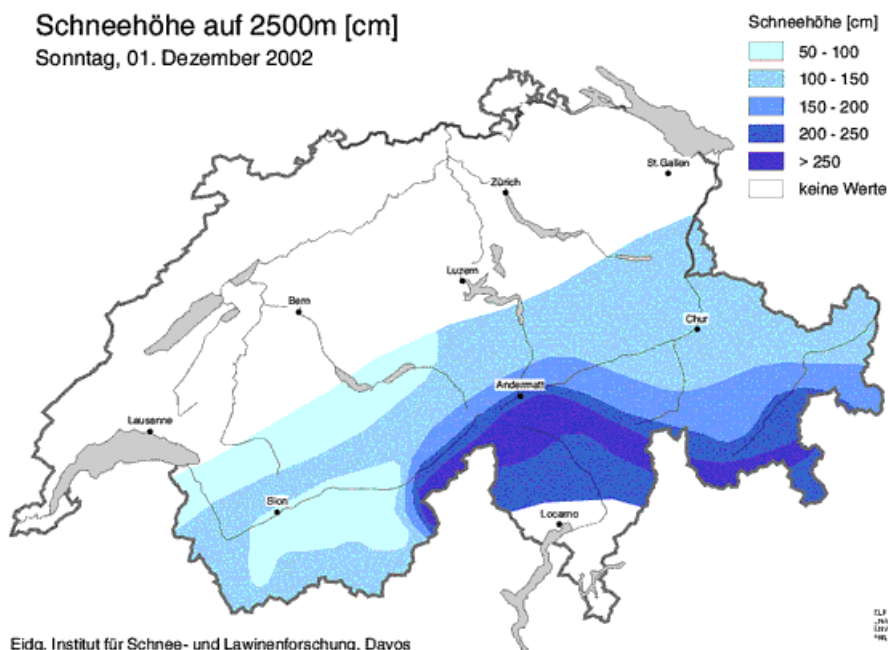 Schneehöhe auf 2500m [cm]
Sonntag, 01. Dezember 2002
Schneehöhe [cm]
50 - 100
100 - 150
150 - 200
200 - 250
> 250
keine Werte
St.Gallen
Zürich
Luzern
Bern
Chur
Andermatt
Lausanne
Sion
Locarno
Eidg. Institut für Schnee- und Lawinenforschung, Davos